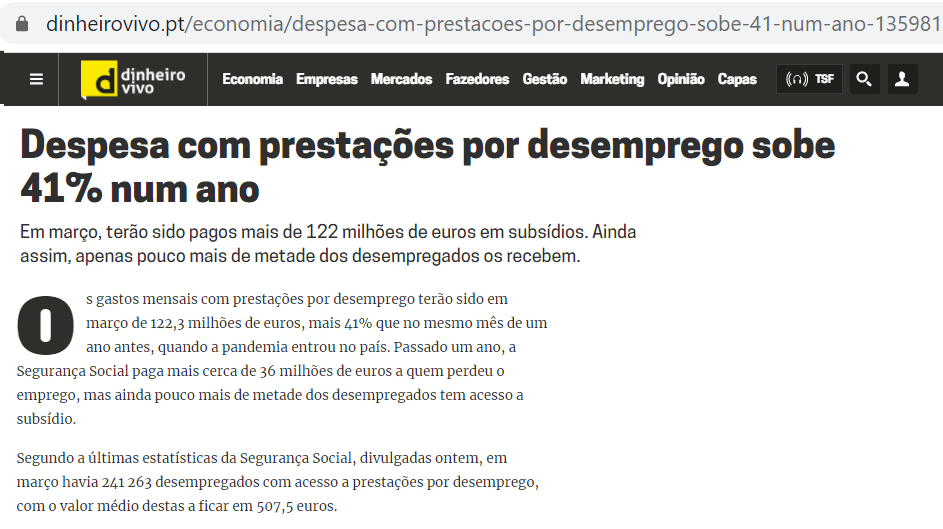 dinheirovivo.pt/economia/despesa-com-prestacoes-por-desemprego-sobe-41-num-ano-135981
dinheiro vivo
Economia Empresas Mercados Fazedores Gestão Marketing Opinião Capas TSF
Despesa com prestações por desemprego sobe
41% num ano
Em março, terão sido pagos mais de 122 milhões de euros em subsídios. Ainda
assim, apenas pouco mais de metade dos desempregados os recebem.
Os gastos mensais com prestações por desemprego terão sido em
março de 122,3 milhões de euros, mais 41% que no mesmo mês de um
ano antes, quando a pandemia entrou no país. Passado um ano, a
Segurança Social paga mais cerca de 36 milhões de euros a quem perdeu o
emprego, mas ainda pouco mais de metade dos desempregados tem acesso a
subsídio.
Segundo a últimas estatísticas da Segurança Social, divulgadas ontem, em
março havia 241 263 desempregados com acesso a prestações por desemprego,
com o valor médio destas a ficar em 507,5 euros.